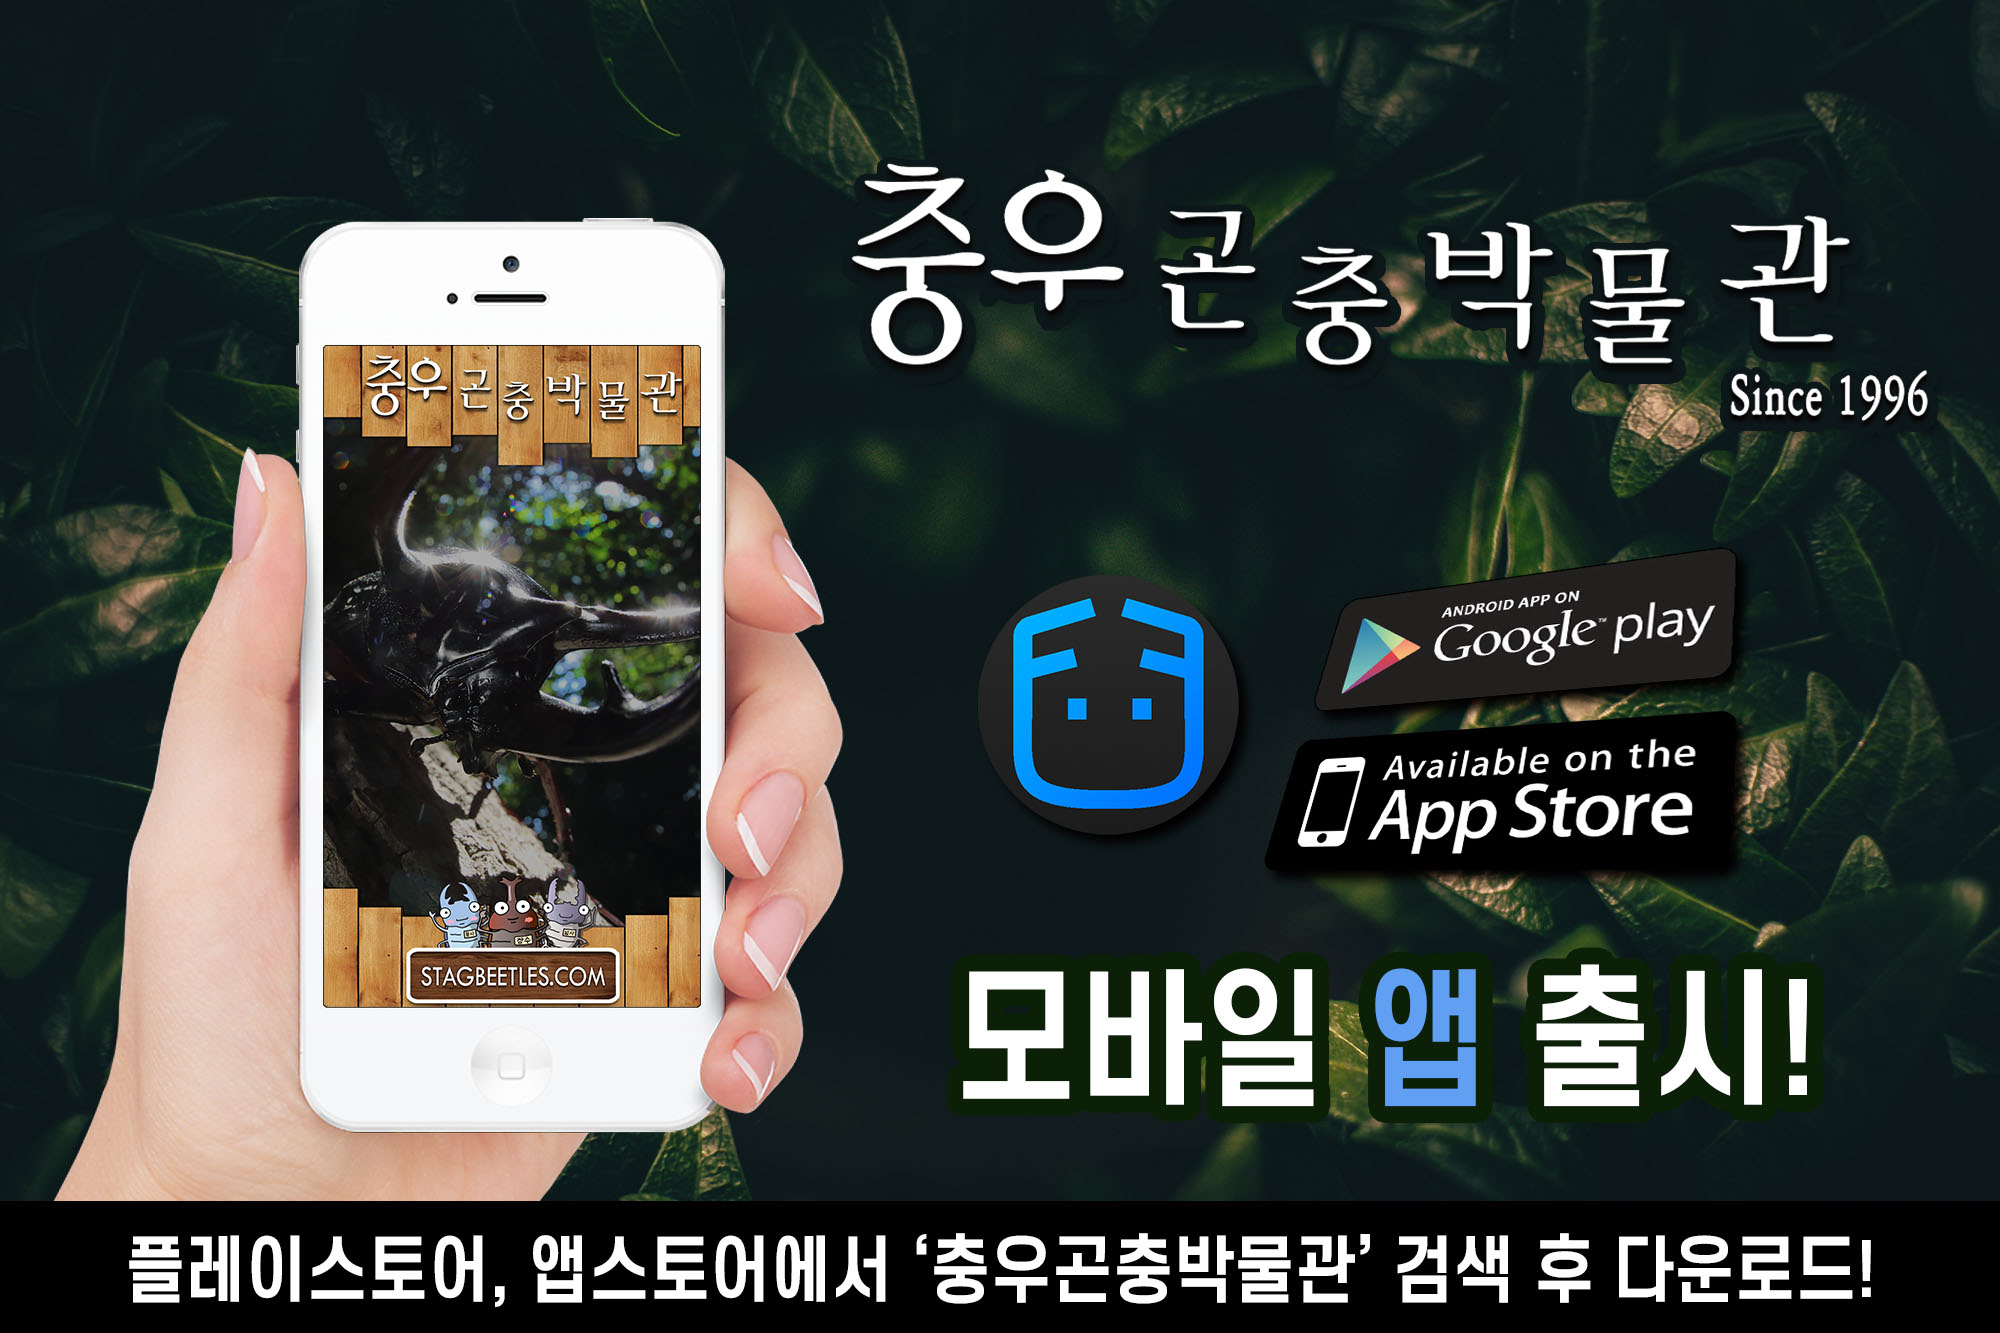 충우곤충박물관
Since 1996
충우곤충박물관
STAGBEETLES.COM
ANDROID APP ON
Google play
Available on the
App Store
모바일 앱 출시!
플레이스토어, 앱스토어에서 ‘충우곤충박물관’ 검색 후 다운로드!